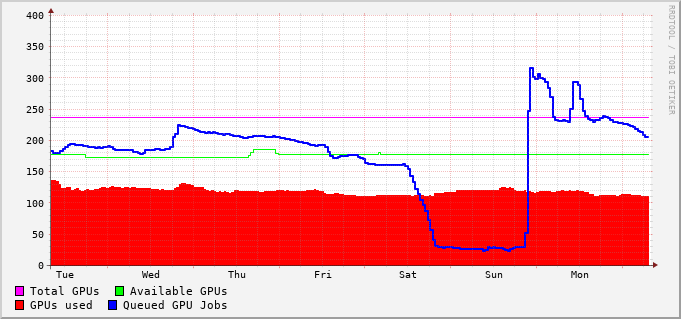 400
350
300
250
200
150
100
50
0
Tue Wed Thu Fri Sat Sun Mon
Total GPUs Available GPUs
GPUs used Queued GPU Jobs
RRDTOOL / TOBI OETIKER